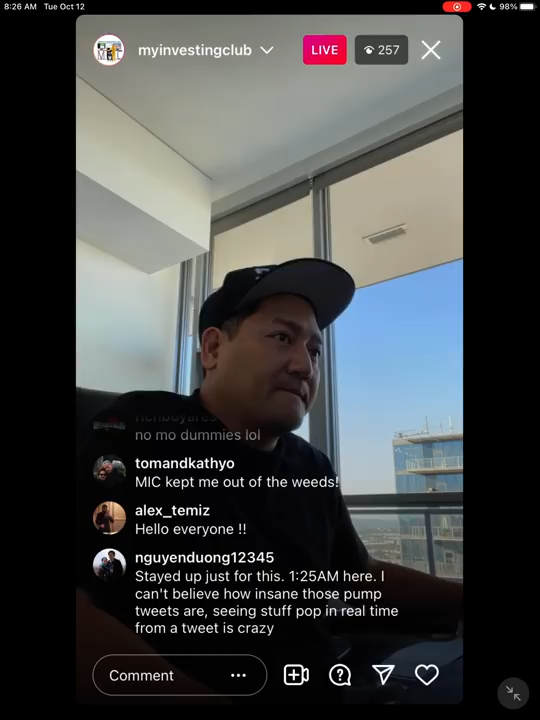 8:26 AM Tue Oct 12
98%
myinvestingclub
LIVE
257
no mo dummies lol
tomandkathyo
MIC kept me out of the weeds!
alex_temiz
Hello everyone !!
nguyenduong12345
Stayed up just for this. 1:25AM here. I
can't believe how insane those pump
tweets are, seeing stuff pop in real time
from a tweet is crazy
Comment